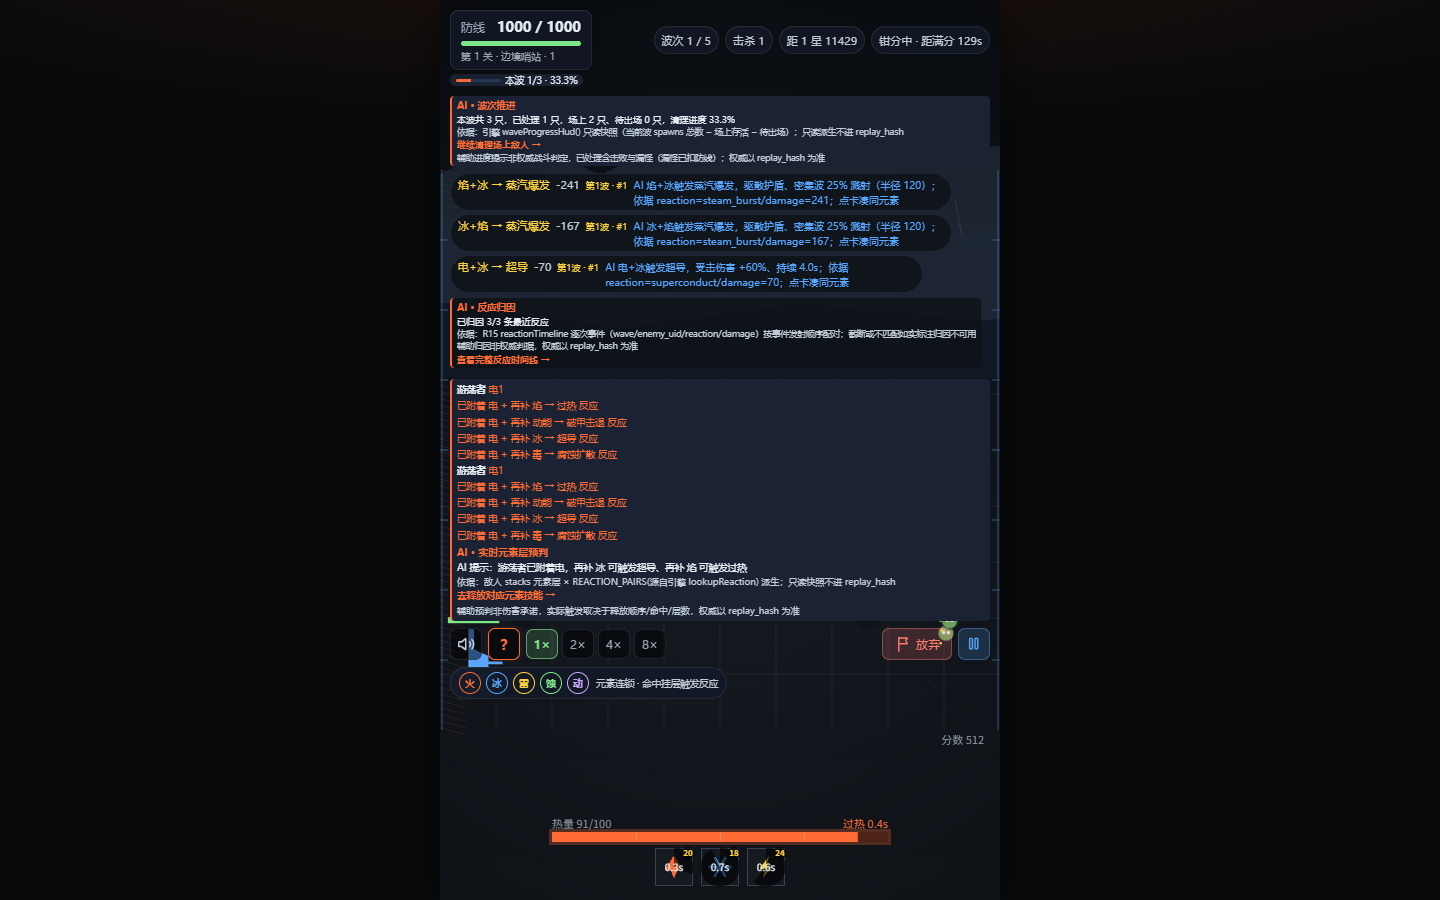 防线 1000 / 1000
第 1 关 · 边境哨站 · 1
波次 1 / 5
击杀 1
距 1 星 11429
钳分中 · 距满分 129s
本波 1/3 · 33.3%
AI • 波次推进
本波共 3 只，已处理 1 只，场上 2 只、待出场 0 只，清理进度 33.3%
依据：引擎 waveProgressHud() 只读快照（当前波 spawns 总数 − 场上存活 − 待出场）；只读派生不进 replay_hash
继续清理场上敌人 →
辅助进度提示非权威战斗判定，已处理含击败与漏怪（漏怪已扣防线）；权威以 replay_hash 为准
焰+冰 → 蒸汽爆发 -241 第1波 · #1 AI 焰+冰触发蒸汽爆发，驱散护盾、密集波 25% 溅射（半径 120）；
依据 reaction=steam_burst/damage=241；点卡凑同元素
冰+焰 → 蒸汽爆发 -167 第1波 · #1 AI 冰+焰触发蒸汽爆发，驱散护盾、密集波 25% 溅射（半径 120）；
依据 reaction=steam_burst/damage=167；点卡凑同元素
电+冰 → 超导 -70 第1波 · #1 AI 电+冰触发超导，受击伤害 +60%、持续 4.0s；依据
reaction=superconduct/damage=70；点卡凑同元素
AI • 反应归因
已归因 3/3 条最近反应
依据：R15 reactionTimeline 逐次事件（wave/enemy_uid/reaction/damage）按事件发射顺序配对；截断或不匹配如实标注归因不可用
辅助归因非权威判据，权威以 replay_hash 为准
查看完整反应时间线 →
游荡者 电1
已附着 电 + 再补 焰 → 过热 反应
已附着 电 + 再补 动能 → 破甲击退 反应
已附着 电 + 再补 冰 → 超导 反应
已附着 电 + 再补 毒 → 腐蚀扩散 反应
游荡者 电1
已附着 电 + 再补 焰 → 过热 反应
已附着 电 + 再补 动能 → 破甲击退 反应
已附着 电 + 再补 冰 → 超导 反应
已附着 电 + 再补 毒 → 腐蚀扩散 反应
AI • 实时元素层预判
AI 提示：游荡者已附着电，再补 冰 可触发超导、再补 焰 可触发过热
依据：敌人 stacks 元素层 × REACTION_PAIRS(源自引擎 lookupReaction) 派生；只读快照不进 replay_hash
去释放对应元素技能 →
辅助预判非伤害承诺，实际触发取决于释放顺序/命中/层数，权威以 replay_hash 为准
? 1× 2× 4× 8× 放弃
火 冰 雷 蚀 动 元素连锁 · 命中挂层触发反应
分数 512
热量 91/100 过热 0.4s
20 18 24
0.3s 0.7s 0.6s